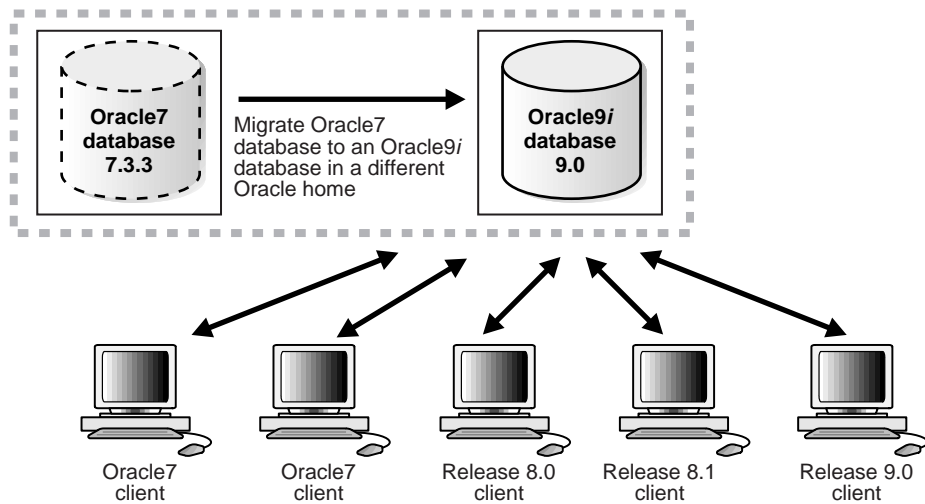 Oracle7
database
7.3.3
Migrate Oracle7
database to an Oracle9i
database in a different
Oracle home
Oracle9i
database
9.0
Oracle7
client
Oracle7
client
Release 8.0
client
Release 8.1
client
Release 9.0
client